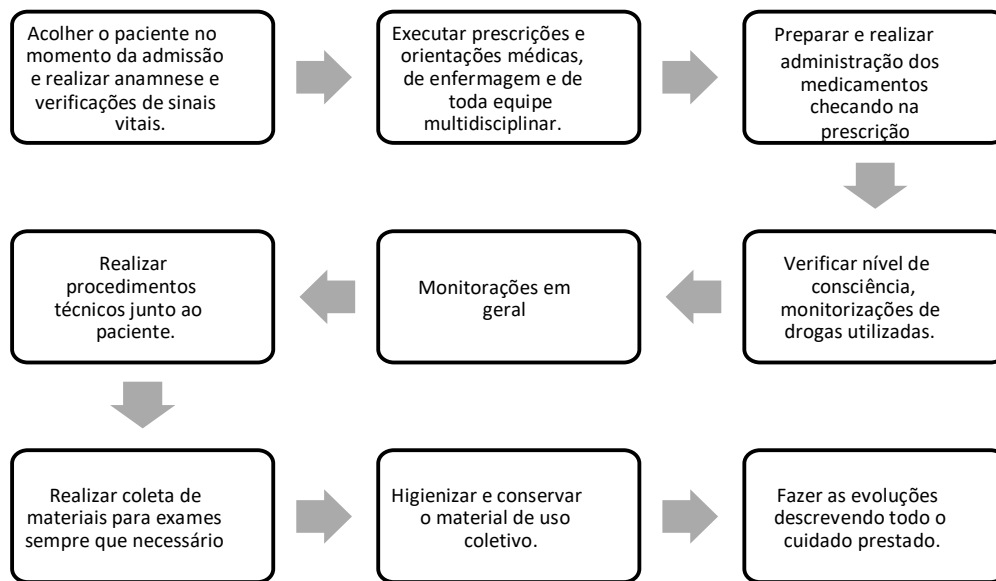 Acolher o paciente no
momento da admissão
e realizar anamnese e
verificações de sinais
vitais.
Executar prescrições e
orientações médicas,
de enfermagem e de
toda equipe
multidisciplinar.
Preparar e realizar
administração dos
medicamentos
checando na
prescrição
Verificar nível de
consciência,
monitorizações de
drogas utilizadas.
Monitorações em
geral
Realizar
procedimentos
técnicos junto ao
paciente.
Realizar coleta de
materiais para exames
sempre que necessário
Higienizar e conservar
o material de uso
coletivo.
Fazer as evoluções
descrevendo todo o
cuidado prestado.